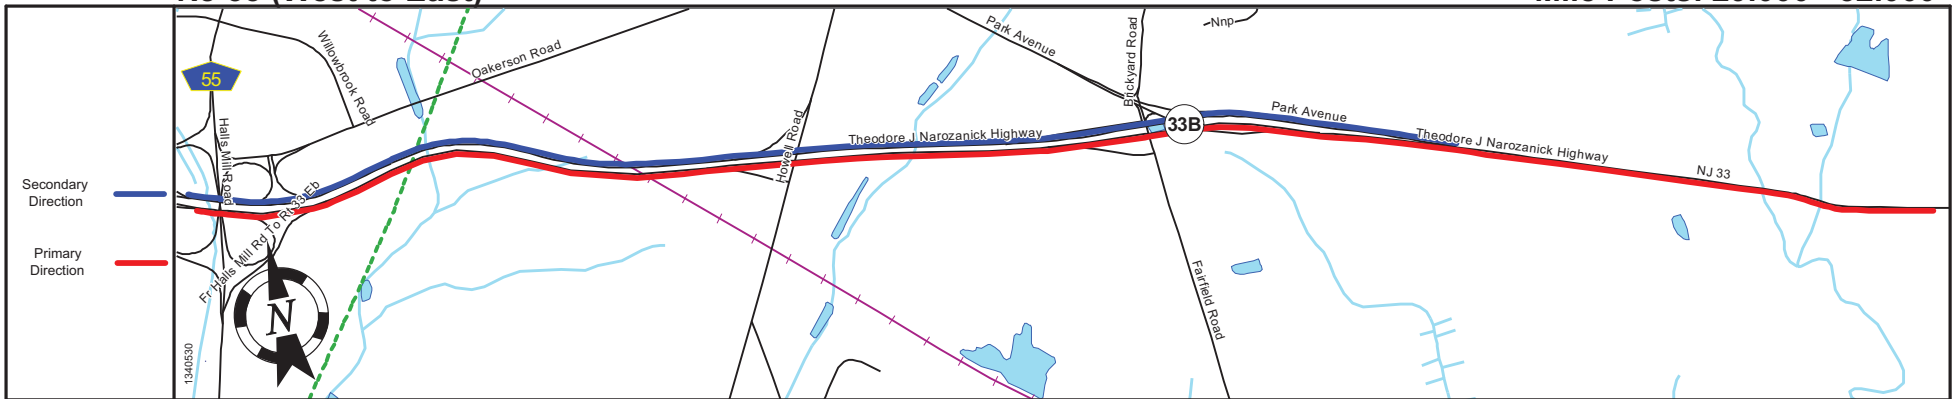 Secondary
Direction
Primary
Direction
55
Willowbrook Road
Oakerson Road
Halls Mill Road
Fr Halls Mill Rd To Rt 33 Eb
N
1340530
Howell Road
Theodore J Narozanick Highway
Park Avenue
Brickyard Road
Nnp
33B
Park Avenue
Theodore J Narozanick Highway
Fairfield Road
NJ 33